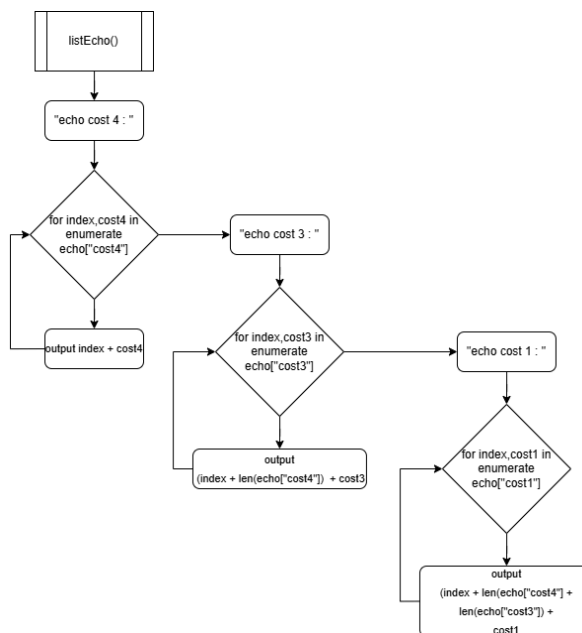 listEcho()
"echo cost 4 : "
for index,cost4 in
enumerate
echo["cost4"]
output index + cost4
"echo cost 3 : "
for index,cost3 in
enumerate
echo["cost3"]
output
(index + len(echo["cost4"]) + cost3
"echo cost 1 : "
for index,cost1 in
enumerate
echo["cost1"]
output
(index + len(echo["cost4"] +
len(echo["cost3"]) +
cost1